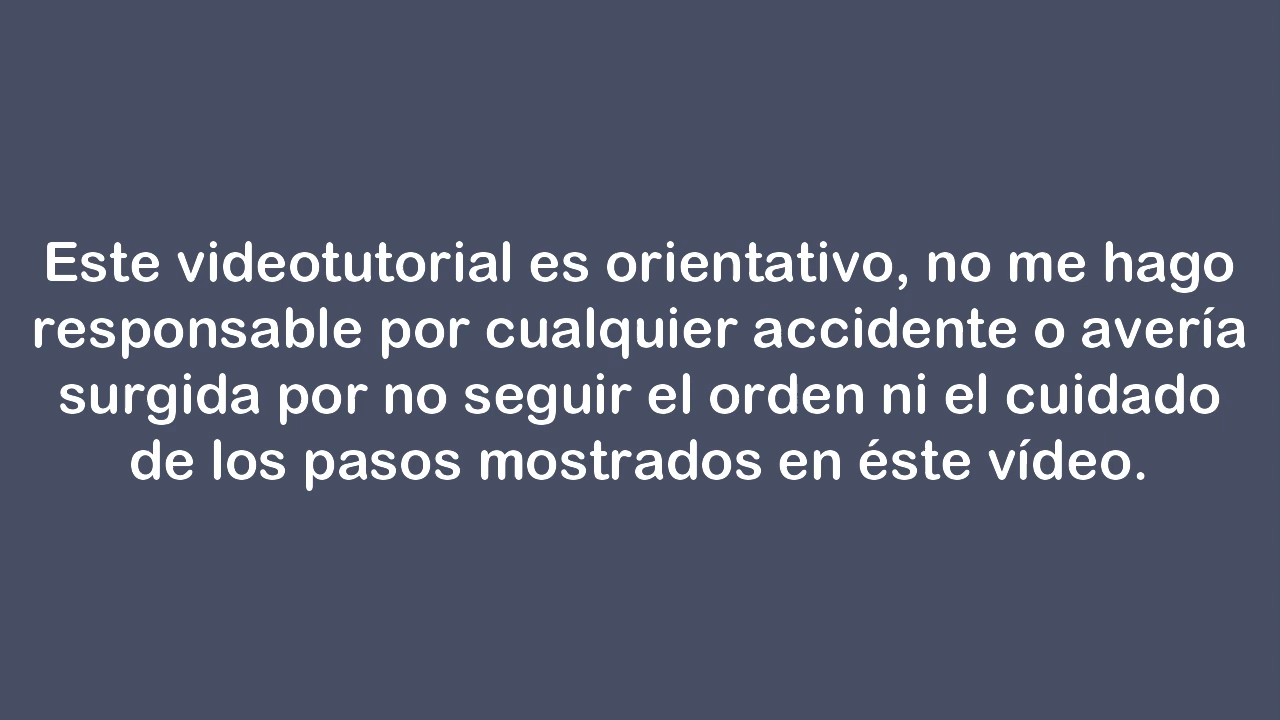 Este videotutorial es orientativo, no me hago
responsable por cualquier accidente o avería
surgida por no seguir el orden ni el cuidado
de los pasos mostrados en éste vídeo.